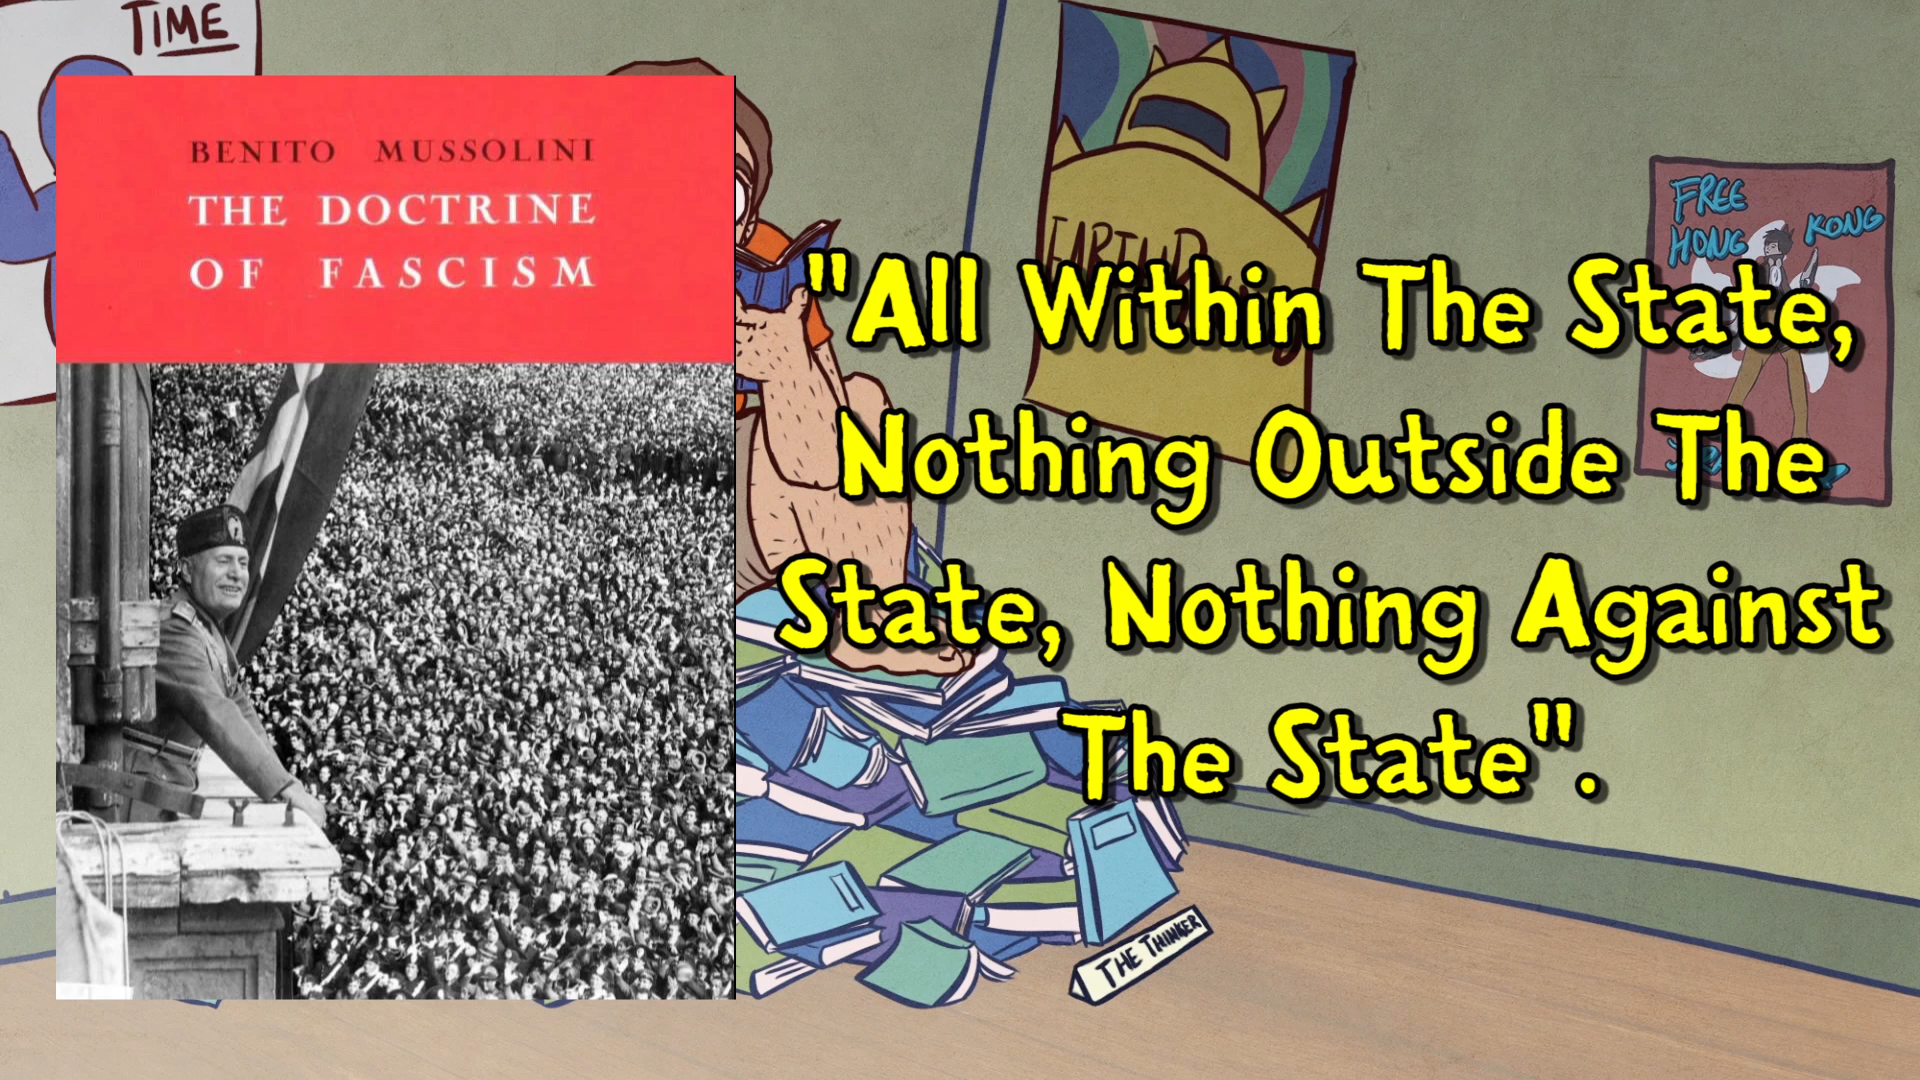 TIME
BENITO MUSSOLINI
THE DOCTRINE
OF FASCISM
FREE
HONG KONG
"All Within The State,
Nothing Outside The
State, Nothing Against
The State".
THE THINKER